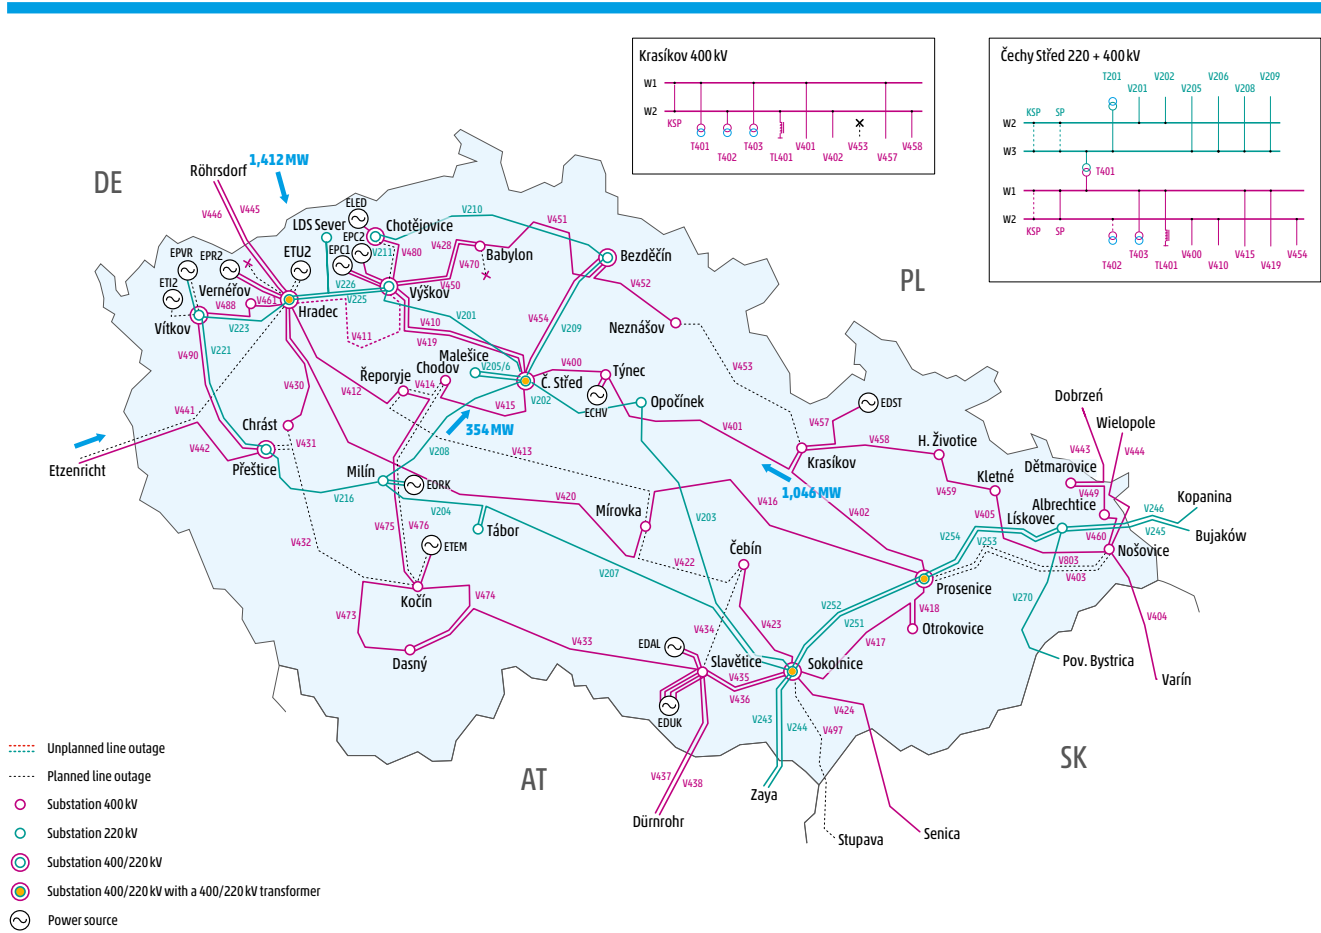 Krasíkov 400 kV
W1
W2
KSP
T401
T402
T403
TL401
V401
V402
V453
V457
V458
Čechy Střed 220 + 400 kV
T201
V201
V202
V205
V206
V208
V209
KSP
SP
W2
W3
T401
W1
W2
KSP
SP
T402
T403
TL401
V400
V410
V415
V419
V454
DE
PL
AT
SK
1,412 MW
354 MW
1,046 MW
Röhrsdorf
V446
V445
LDS Sever
ELED
EPC2
EPC1
Chotějovice
V210
V211
V480
V428
V470
V450
Babylon
V451
Bezděčín
V452
Neznášov
EPVR
EPR2
ETI2
ETU2
Vernéřov
V488
V461
Vítkov
V223
Hradec
V226
V225
Výškov
V411
V410
V419
V201
V454
V209
V453
V490
V221
V430
V412
Malešice
V205/6
Chodov
Řeporyje
V414
V415
Č. Střed
V202
V400
Týnec
ECHV
Opočínek
V401
V441
V442
Etzenricht
Chrást
V431
Přeštice
V216
Milín
V208
EORK
V413
V204
Tábor
V420
V432
V475
V476
ETEM
Kočín
V473
V474
Dasný
V433
V207
Mírovka
V422
V203
Čebín
V416
V402
V457
EDST
V458
Krasíkov
H. Životice
V459
Kletné
V405
Dobrzeń
Wielopole
V443
V444
Dětmarovice
V449
Albrechtice
V460
Kopanina
V246
V245
Bujaków
Lískovec
V254
V253
V803
V403
Nošovice
V270
V404
Pov. Bystrica
Varín
Prosenice
V418
Otrokovice
V417
V252
V251
V434
V423
EDAL
Slavětice
V435
V436
EDUK
Sokolnice
V424
V497
V243
V244
V437
V438
Dürnrohr
Zaya
Stupava
Senica
Unplanned line outage
Planned line outage
Substation 400 kV
Substation 220 kV
Substation 400/220 kV
Substation 400/220 kV with a 400/220 kV transformer
Power source